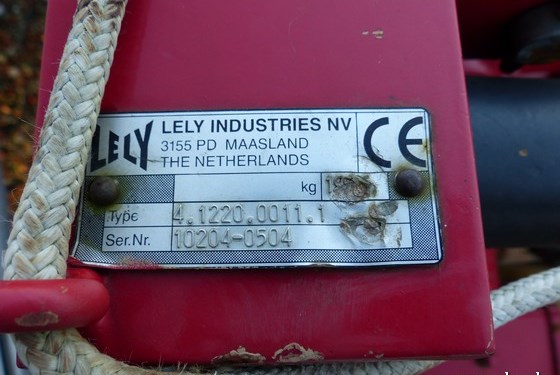 LELY LELY INDUSTRIES NV CE
3155 PD MAASLAND
THE NETHERLANDS
kg
Type 4.1220.0011.1
Ser.Nr. 10204-0504